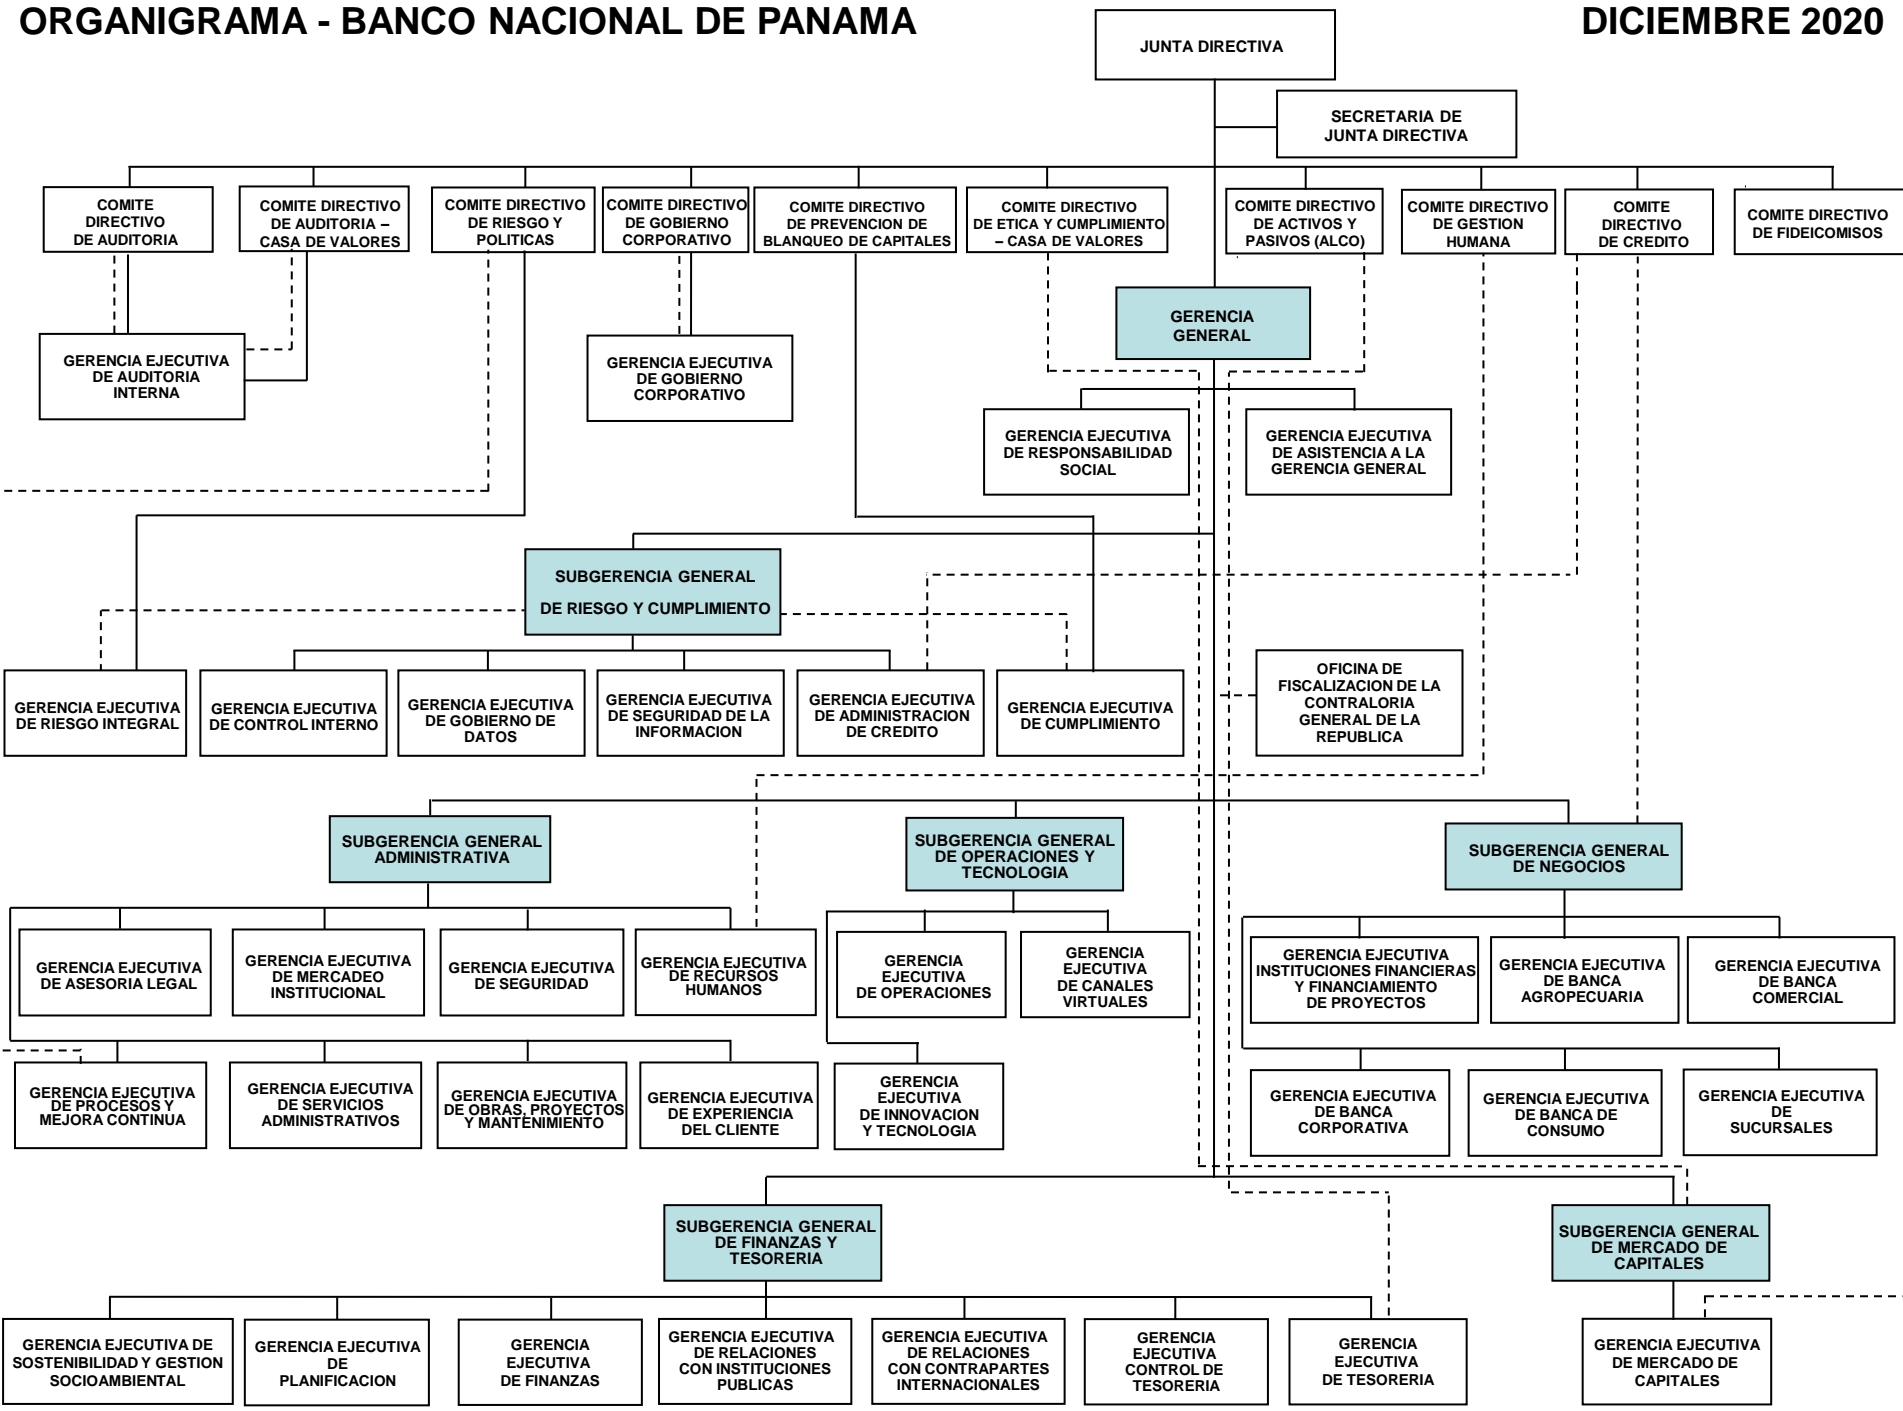 ORGANIGRAMA - BANCO NACIONAL DE PANAMA
DICIEMBRE 2020
JUNTA DIRECTIVA
SECRETARIA DE
JUNTA DIRECTIVA
COMITE
DIRECTIVO
DE AUDITORIA
COMITE DIRECTIVO
DE AUDITORIA –
CASA DE VALORES
COMITE DIRECTIVO
DE RIESGO Y
POLITICAS
COMITE DIRECTIVO
DE GOBIERNO
CORPORATIVO
COMITE DIRECTIVO
DE PREVENCION DE
BLANQUEO DE CAPITALES
COMITE DIRECTIVO
DE ETICA Y CUMPLIMIENTO
– CASA DE VALORES
COMITE DIRECTIVO
DE ACTIVOS Y
PASIVOS (ALCO)
COMITE DIRECTIVO
DE GESTION
HUMANA
COMITE
DIRECTIVO
DE CREDITO
COMITE DIRECTIVO
DE FIDEICOMISOS
GERENCIA
GENERAL
GERENCIA EJECUTIVA
DE AUDITORIA
INTERNA
GERENCIA EJECUTIVA
DE GOBIERNO
CORPORATIVO
GERENCIA EJECUTIVA
DE RESPONSABILIDAD
SOCIAL
GERENCIA EJECUTIVA
DE ASISTENCIA A LA
GERENCIA GENERAL
SUBGERENCIA GENERAL
DE RIESGO Y CUMPLIMIENTO
GERENCIA EJECUTIVA
DE RIESGO INTEGRAL
GERENCIA EJECUTIVA
DE CONTROL INTERNO
GERENCIA EJECUTIVA
DE GOBIERNO DE
DATOS
GERENCIA EJECUTIVA
DE SEGURIDAD DE LA
INFORMACION
GERENCIA EJECUTIVA
DE ADMINISTRACION
DE CREDITO
GERENCIA EJECUTIVA
DE CUMPLIMIENTO
OFICINA DE
FISCALIZACION DE LA
CONTRALORIA
GENERAL DE LA
REPUBLICA
SUBGERENCIA GENERAL
ADMINISTRATIVA
SUBGERENCIA GENERAL
DE OPERACIONES Y
TECNOLOGIA
SUBGERENCIA GENERAL
DE NEGOCIOS
GERENCIA EJECUTIVA
DE ASESORIA LEGAL
GERENCIA EJECUTIVA
DE MERCADEO
INSTITUCIONAL
GERENCIA EJECUTIVA
DE SEGURIDAD
GERENCIA EJECUTIVA
DE RECURSOS
HUMANOS
GERENCIA
EJECUTIVA
DE OPERACIONES
GERENCIA
EJECUTIVA
DE CANALES
VIRTUALES
GERENCIA EJECUTIVA
INSTITUCIONES FINANCIERAS
Y FINANCIAMIENTO
DE PROYECTOS
GERENCIA EJECUTIVA
DE BANCA
AGROPECUARIA
GERENCIA EJECUTIVA
DE BANCA
COMERCIAL
GERENCIA EJECUTIVA
DE PROCESOS Y
MEJORA CONTINUA
GERENCIA EJECUTIVA
DE SERVICIOS
ADMINISTRATIVOS
GERENCIA EJECUTIVA
DE OBRAS, PROYECTOS
Y MANTENIMIENTO
GERENCIA EJECUTIVA
DE EXPERIENCIA
DEL CLIENTE
GERENCIA
EJECUTIVA
DE INNOVACION
Y TECNOLOGIA
GERENCIA EJECUTIVA
DE BANCA
CORPORATIVA
GERENCIA EJECUTIVA
DE BANCA DE
CONSUMO
GERENCIA EJECUTIVA
DE
SUCURSALES
SUBGERENCIA GENERAL
DE FINANZAS Y
TESORERIA
SUBGERENCIA GENERAL
DE MERCADO DE
CAPITALES
GERENCIA EJECUTIVA DE
SOSTENIBILIDAD Y GESTION
SOCIOAMBIENTAL
GERENCIA EJECUTIVA
DE
PLANIFICACION
GERENCIA
EJECUTIVA
DE FINANZAS
GERENCIA EJECUTIVA
DE RELACIONES
CON INSTITUCIONES
PUBLICAS
GERENCIA EJECUTIVA
DE RELACIONES
CON CONTRAPARTES
INTERNACIONALES
GERENCIA
EJECUTIVA
CONTROL DE
TESORERIA
GERENCIA
EJECUTIVA
DE TESORERIA
GERENCIA EJECUTIVA
DE MERCADO DE
CAPITALES